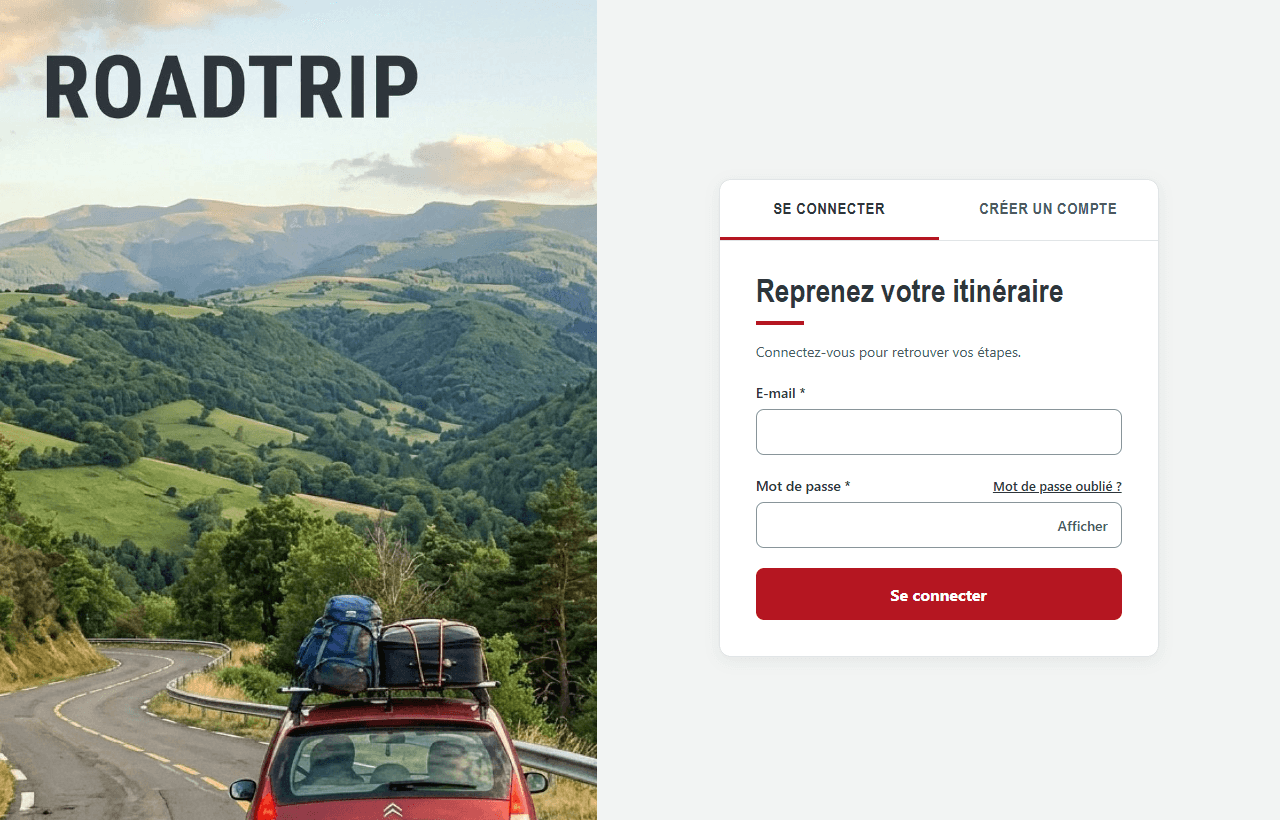 ROADTRIP
SE CONNECTER
CRÉER UN COMPTE
Reprenez votre itinéraire
Connectez-vous pour retrouver vos étapes.
E-mail *
Mot de passe *
Mot de passe oublié ?
Afficher
Se connecter